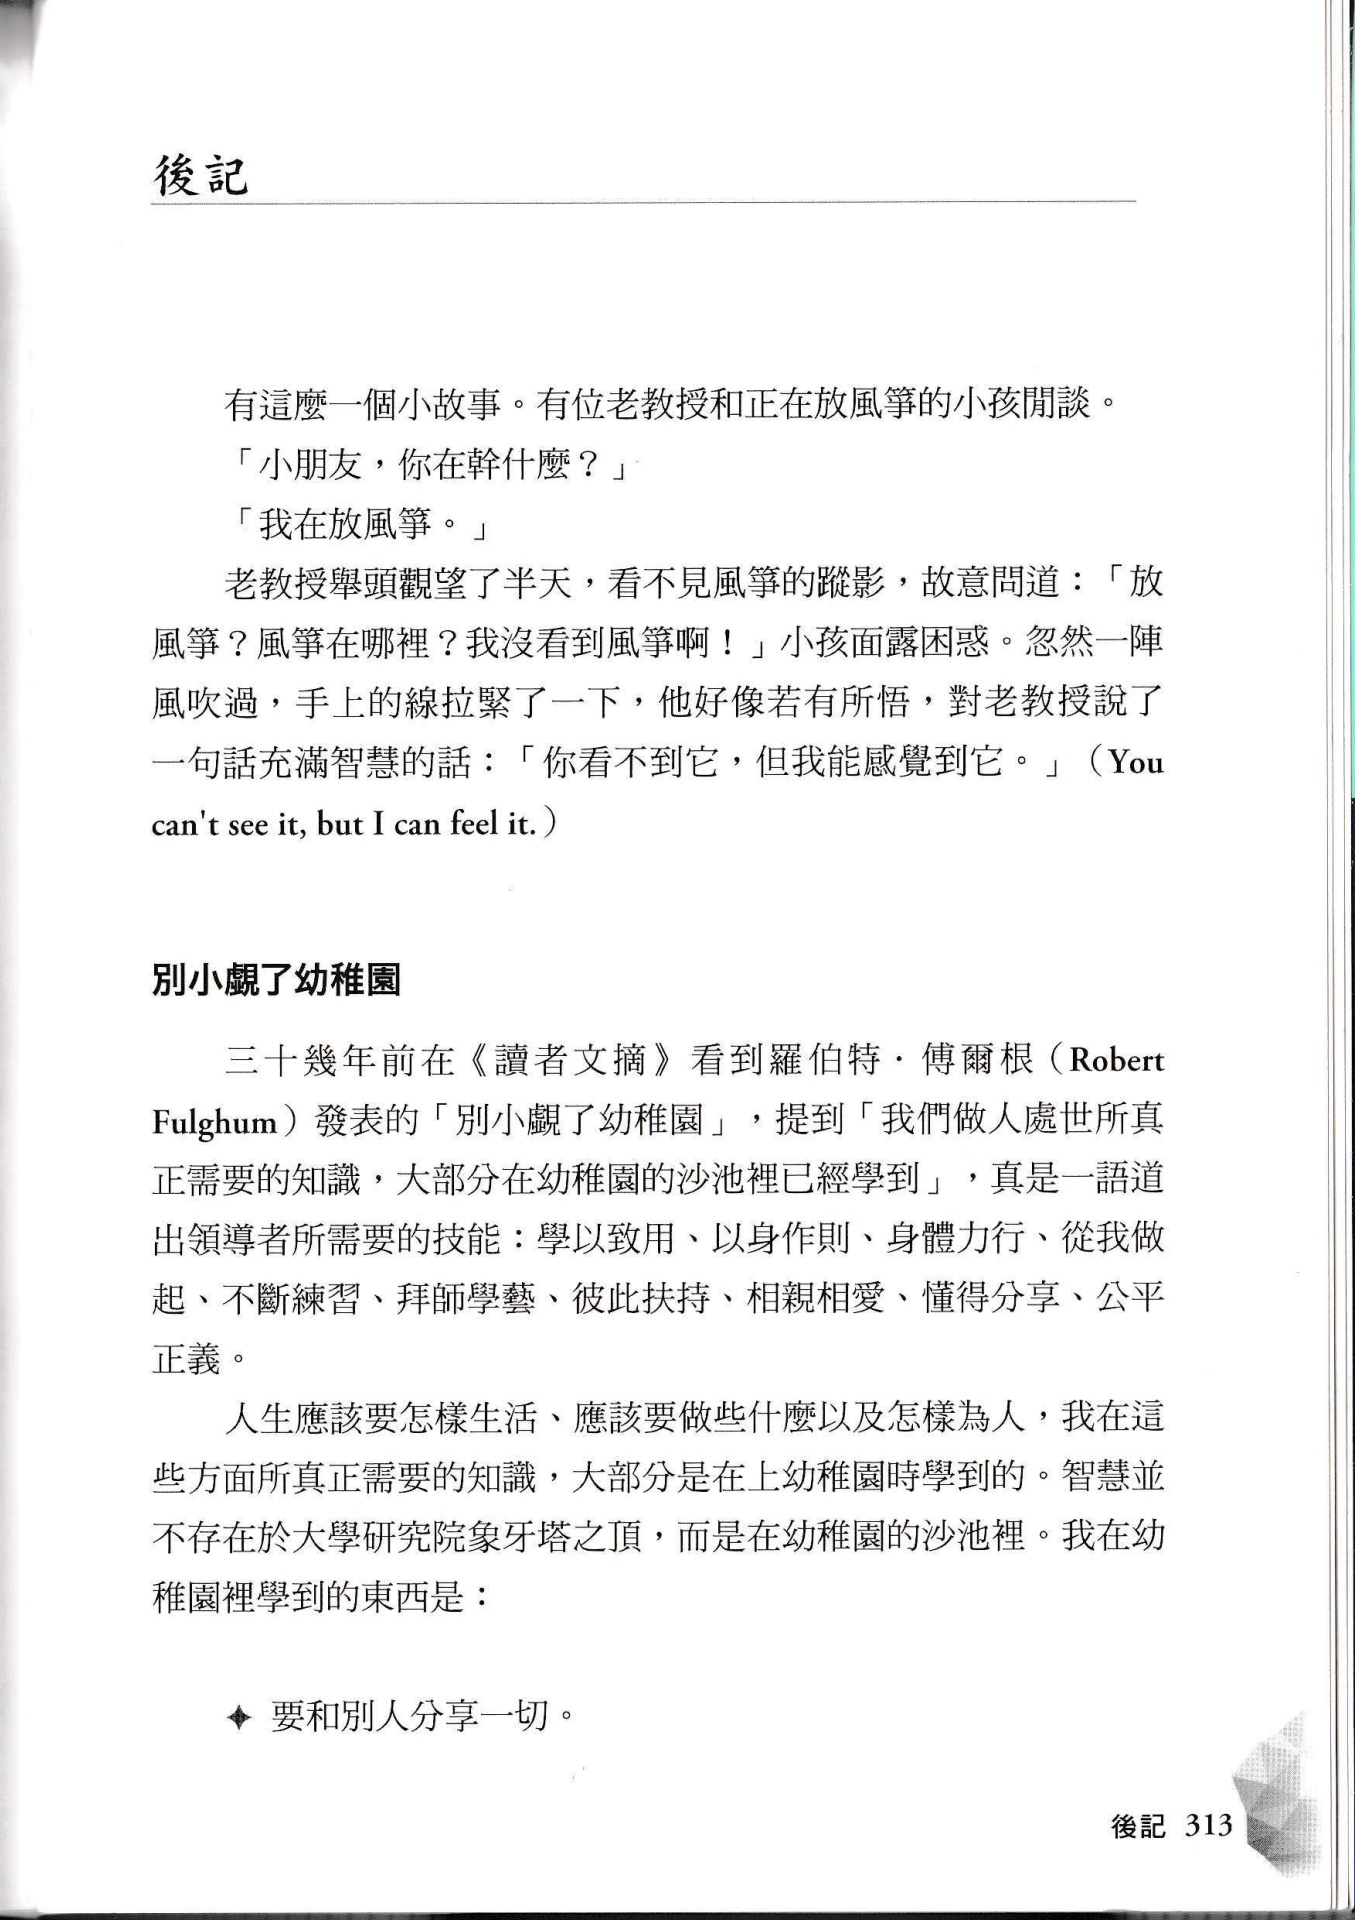 後記
有這麼一個小故事。有位老教授和正在放風箏的小孩閒談。
「小朋友，你在幹什麼？」
「我在放風箏。」
老教授舉頭觀望了半天，看不見風箏的蹤影，故意問道：「放
風箏？風箏在哪裡？我沒看到風箏啊！」小孩面露困惑。忽然一陣
風吹過，手上的線拉緊了一下，他好像若有所悟，對老教授說了
一句話充滿智慧的話：「你看不到它，但我能感覺到它。」（You
can't see it, but I can feel it.）
別小覷了幼稚園
三十幾年前在《讀者文摘》看到羅伯特．傅爾根（Robert
Fulghum）發表的「別小覷了幼稚園」，提到「我們做人處世所真
正需要的知識，大部分在幼稚園的沙池裡已經學到」，真是一語道
出領導者所需要的技能：學以致用、以身作則、身體力行、從我做
起、不斷練習、拜師學藝、彼此扶持、相親相愛、懂得分享、公平
正義。
人生應該要怎樣生活、應該要做些什麼以及怎樣為人，我在這
些方面所真正需要的知識，大部分是在上幼稚園時學到的。智慧並
不存在於大學研究院象牙塔之頂，而是在幼稚園的沙池裡。我在幼
稚園裡學到的東西是：
✦ 要和別人分享一切。
後記 313